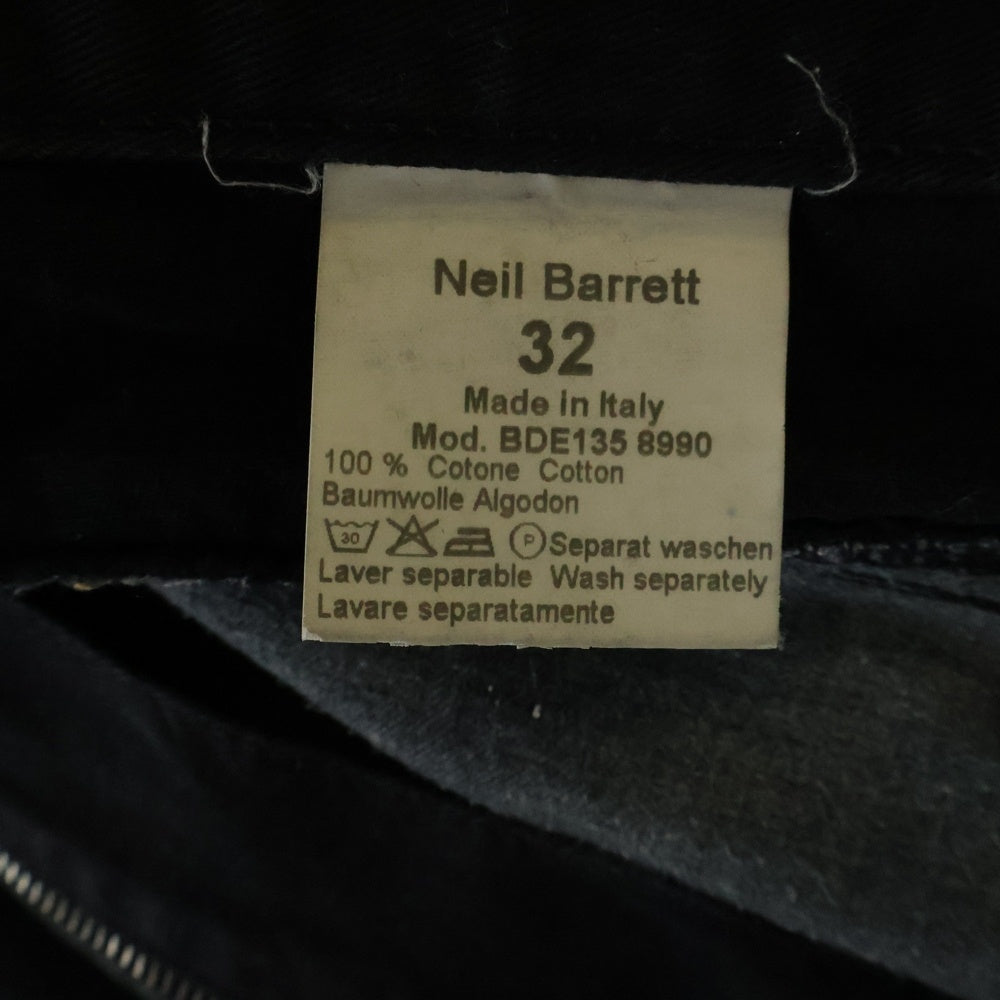 Neil Barrett
32
Made in Italy
Mod. BDE135 8990
100 % Cotone Cotton
Baumwolle Algodon
30 P Separat waschen
Laver separable Wash separately
Lavare separatamente